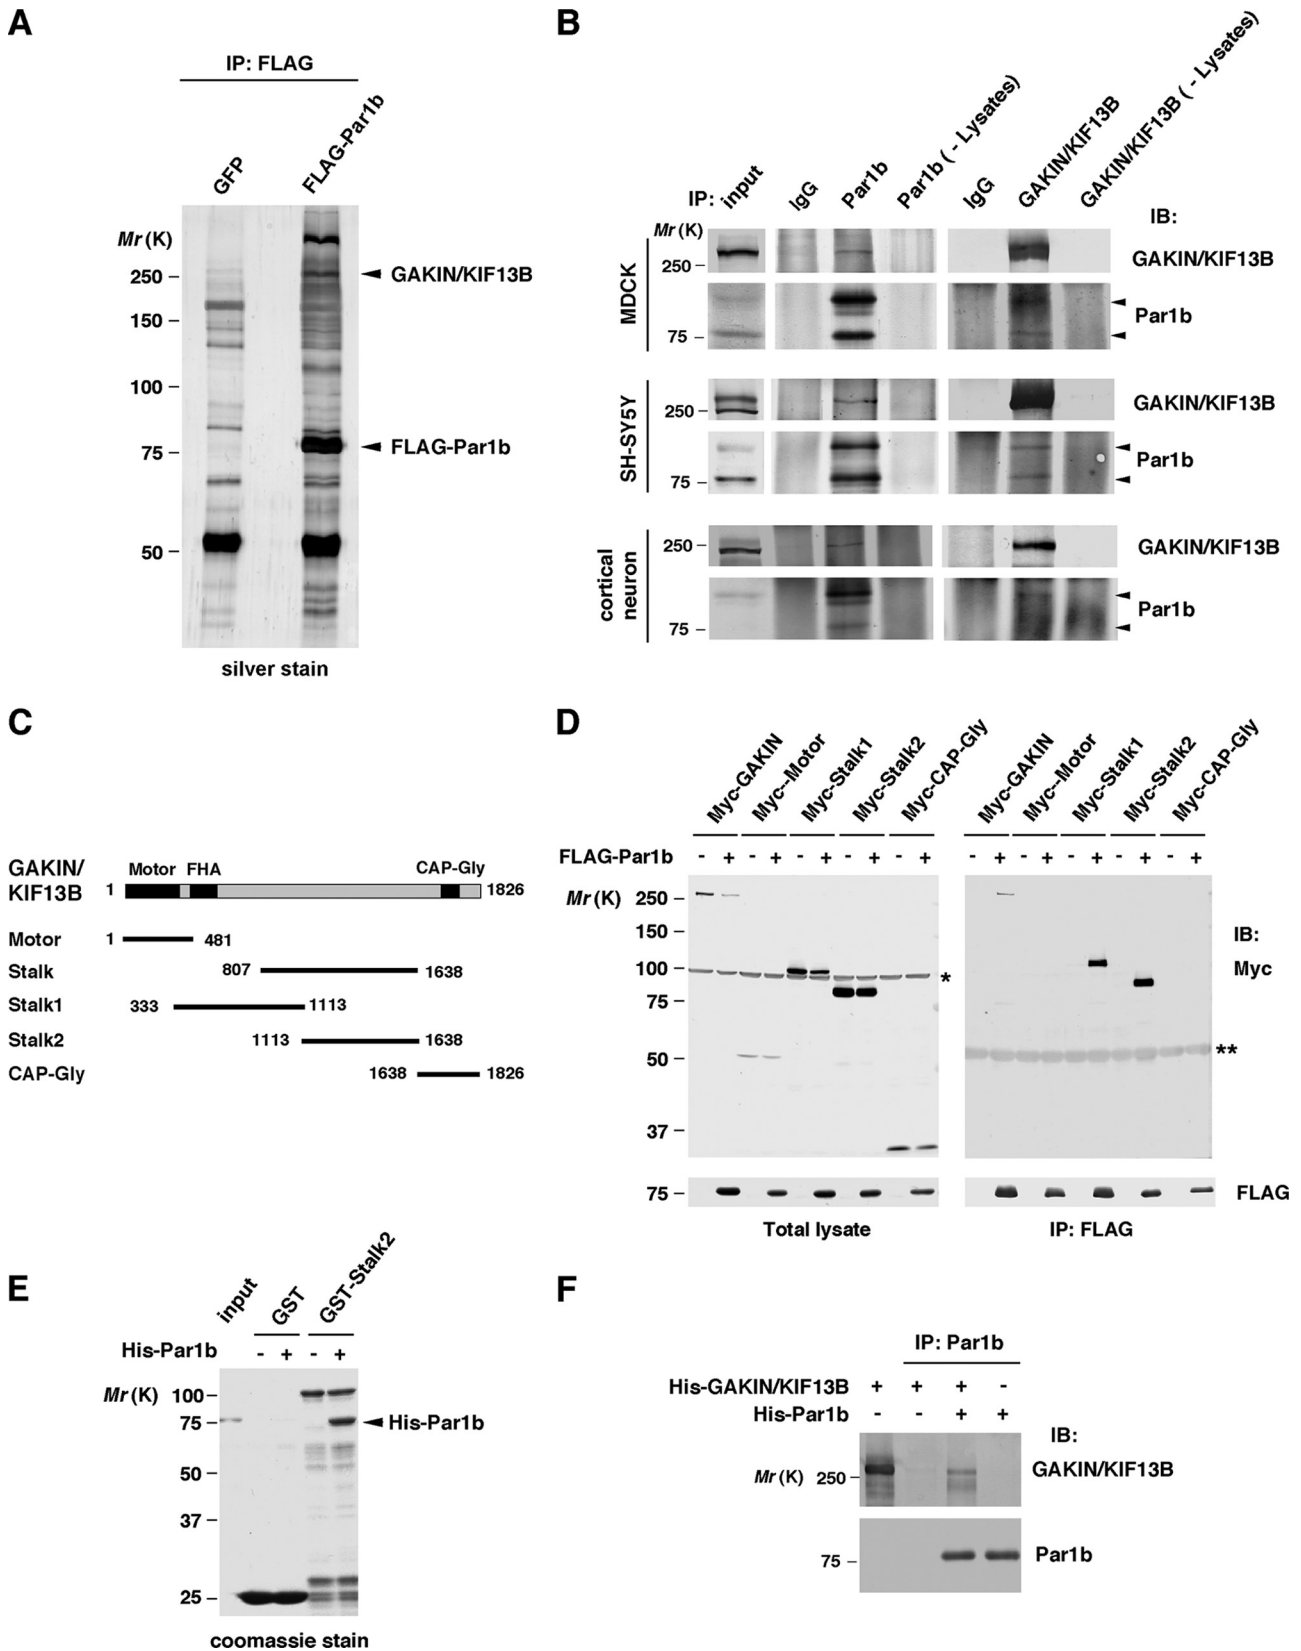 A
IP: FLAG
GFP
FLAG-Par1b
Mr (K)
250
150
100
75
50
GAKIN/KIF13B
FLAG-Par1b
silver stain
B
IP:
input
IgG
Par1b
Par1b ( - Lysates)
IgG
GAKIN/KIF13B
GAKIN/KIF13B ( - Lysates)
IB:
Mr (K)
MDCK
250
GAKIN/KIF13B
75
Par1b
SH-SY5Y
250
GAKIN/KIF13B
75
Par1b
cortical
neuron
250
GAKIN/KIF13B
75
Par1b
C
GAKIN/
KIF13B
Motor
FHA
CAP-Gly
1
1826
Motor
1
481
Stalk
807
1638
Stalk1
333
1113
Stalk2
1113
1638
CAP-Gly
1638
1826
D
Myc-GAKIN
Myc--Motor
Myc-Stalk1
Myc-Stalk2
Myc-CAP-Gly
Myc-GAKIN
Myc--Motor
Myc-Stalk1
Myc-Stalk2
Myc-CAP-Gly
FLAG-Par1b - + - + - + - + - + - + - + - + - + - +
Mr (K)
250
150
100
75
50
37
*
**
IB:
Myc
75
FLAG
Total lysate
IP: FLAG
E
input
GST
GST-Stalk2
His-Par1b - + - +
Mr (K)
100
75
50
37
25
His-Par1b
coomassie stain
F
IP: Par1b
His-GAKIN/KIF13B + + + -
His-Par1b - - + +
IB:
Mr (K)
250
GAKIN/KIF13B
75
Par1b